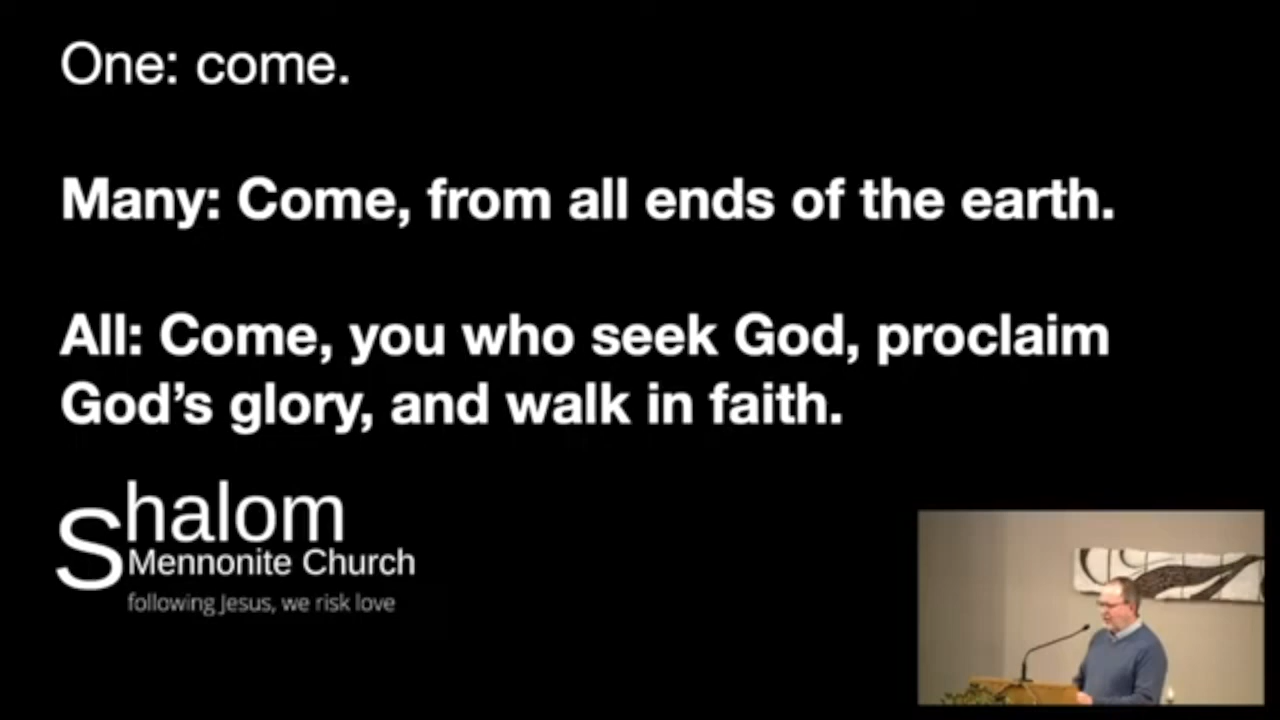 One: come.
Many: Come, from all ends of the earth.
All: Come, you who seek God, proclaim
God’s glory, and walk in faith.
Shalom
Mennonite Church
following Jesus, we risk love